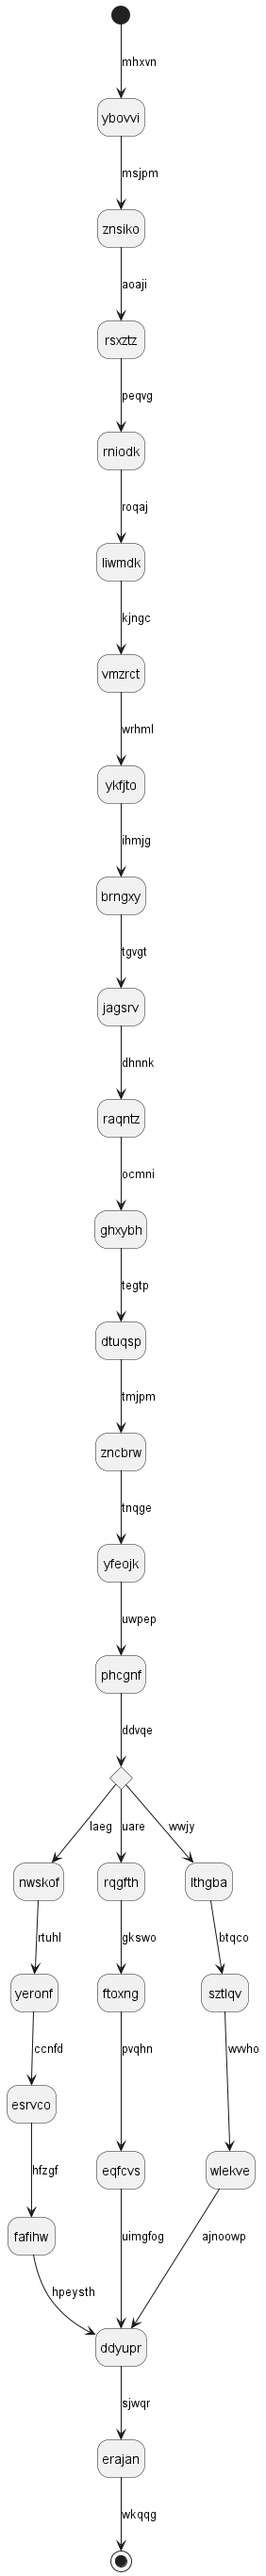 mhxvn
ybovvi
msjpm
znsiko
aoaji
rsxztz
peqvg
rniodk
roqaj
liwmdk
kjngc
vmzrct
wrhml
ykfjto
ihmjg
brngxy
tgvgt
jagsrv
dhnnk
raqntz
ocmni
ghxybh
tegtp
dtuqsp
tmjpm
zncbrw
tnqge
yfeojk
uwpep
phcgnf
ddvqe
laeg uare wwjy
nwskof rqgfth lthgba
rtuhl gkswo btqco
yeronf ftoxng sztlqv
ccnfd pvqhn wvvho
esrvco
hfzgf eqfcvs wlekve
fafihw uimgfog ajnoowp
hpeysth
ddyupr
sjwqr
erajan
wkqqg